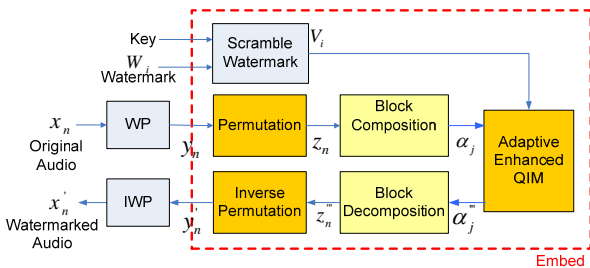 Key
W_i
Watermark
Scramble
Watermark
V_i
x_n
Original
Audio
WP
y_n
Permutation
z_n
Block
Composition
α_j
Adaptive
Enhanced
QIM
x'_n
Watermarked
Audio
IWP
y'_n
Inverse
Permutation
z'''_n
Block
Decomposition
α'''_j
Embed